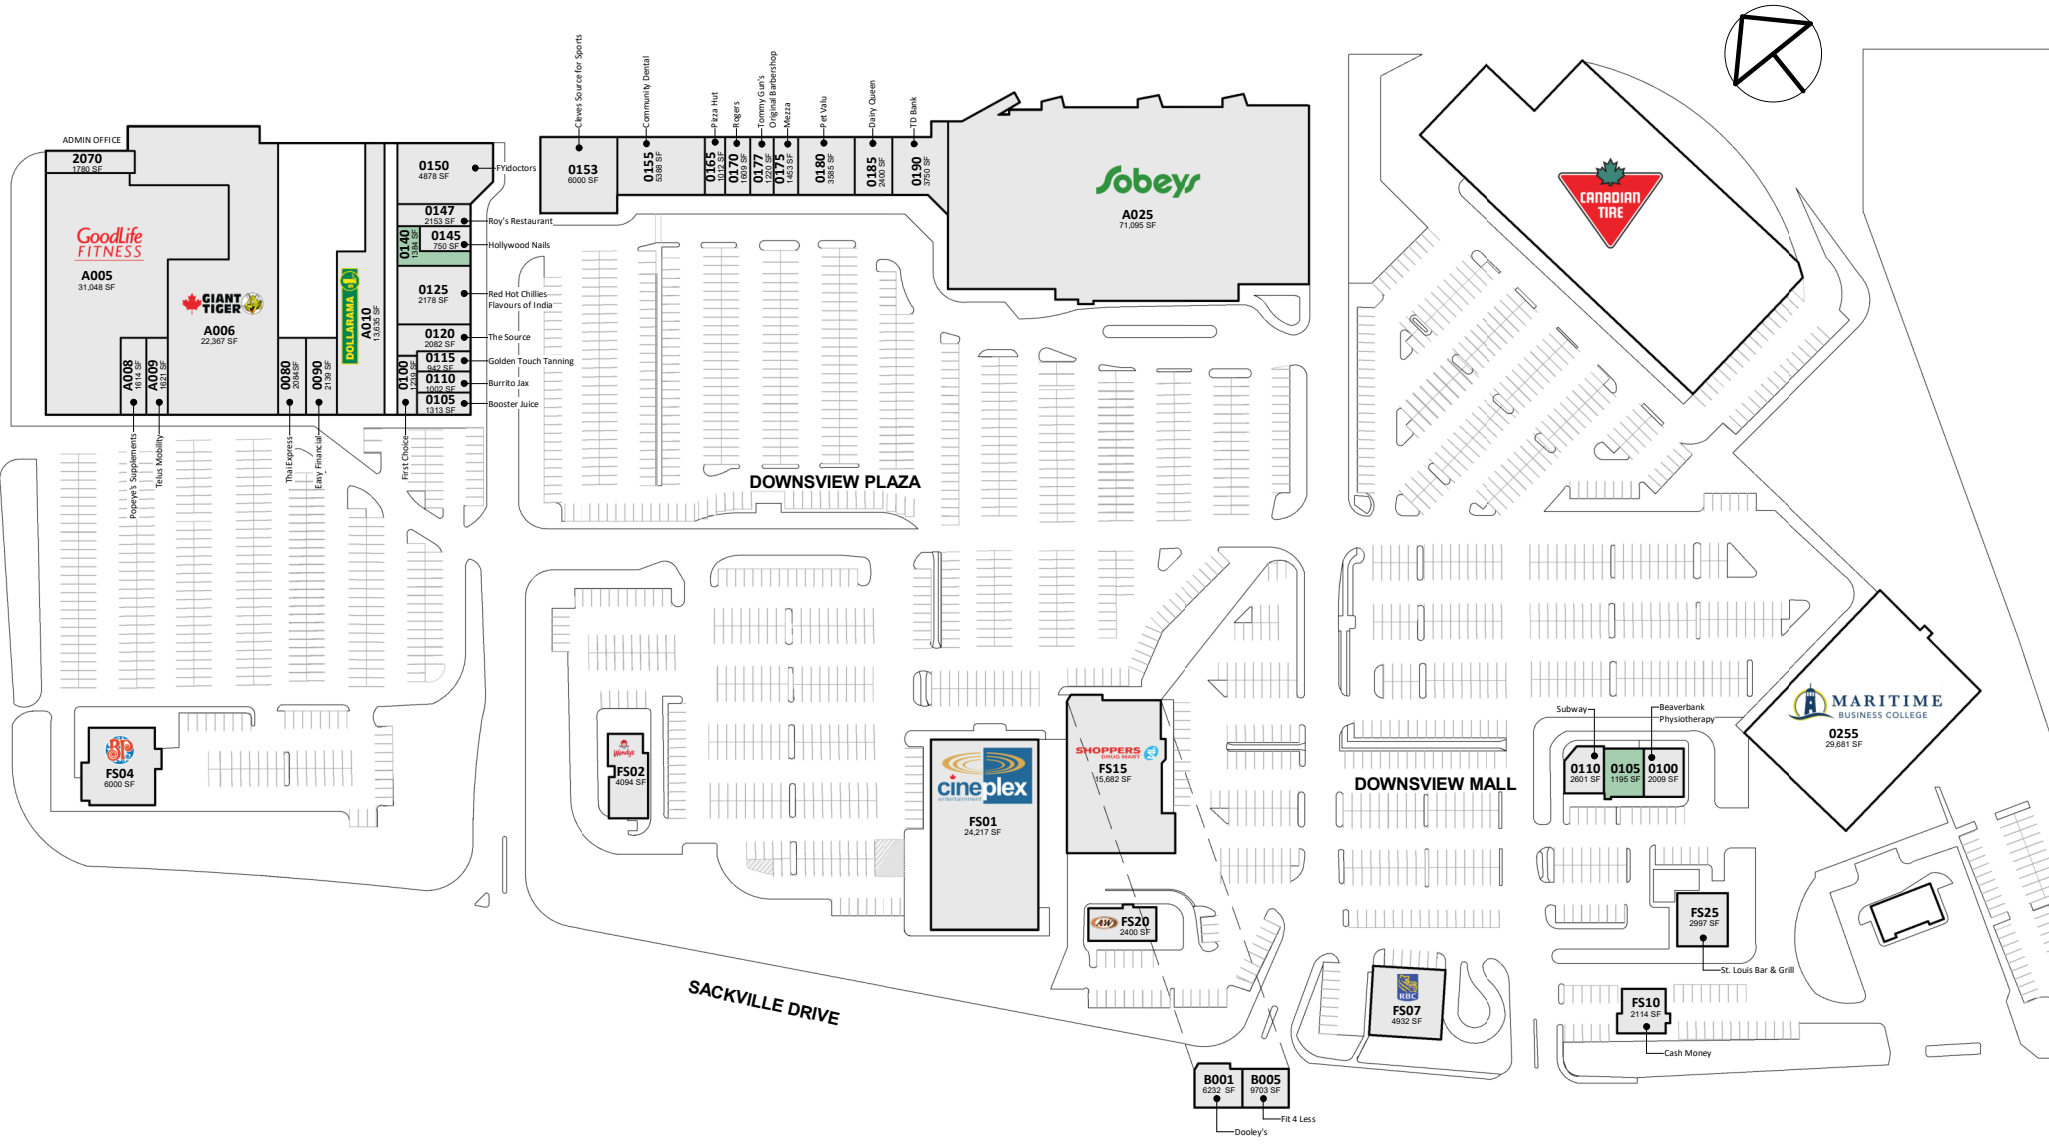 ADMIN OFFICE
2070
1780 SF
GoodLife
FITNESS
A005
31,048 SF
GIANT
TIGER
A006
22,367 SF
A008
1614 SF
Popeye's Supplements
A009
1621 SF
Telus Mobility
0080
2084 SF
Thai Express
0090
2139 SF
Easy Financial
DOLLARAMA
A010
13,635 SF
0150
4878 SF
FYidoctors
0147
2153 SF
Roy's Restaurant
0140
1384 SF
0145
750 SF
Hollywood Nails
0125
2178 SF
Red Hot Chillies
Flavours of India
0120
2082 SF
The Source
0100
1239 SF
First Choice
0115
942 SF
Golden Touch Tanning
0110
1002 SF
Burrito Jax
0105
1313 SF
Booster Juice
Cleves Source for Sports
0153
6000 SF
Community Dental
0155
5388 SF
Pizza Hut
0165
1012 SF
Rogers
0170
1609 SF
Tommy Gun's
Original Barbershop
0177
1220 SF
Mezza
0175
1453 SF
Pet Valu
0180
3585 SF
Dairy Queen
0185
2400 SF
TD Bank
0190
3750 SF
Sobeys
A025
71,095 SF
CANADIAN
TIRE
DOWNSVIEW PLAZA
BP
FS04
6000 SF
Wendy's
FS02
4094 SF
cineplex
entertainment
FS01
24,217 SF
SHOPPERS
DRUG MART
FS15
15,682 SF
A&W
FS20
2400 SF
DOWNSVIEW MALL
Subway
0110
2601 SF
0105
1195 SF
Beaverbank
Physiotherapy
0100
2009 SF
MARITIME
BUSINESS COLLEGE
0255
29,681 SF
FS25
2997 SF
St. Louis Bar & Grill
RBC
FS07
4932 SF
FS10
2114 SF
Cash Money
SACKVILLE DRIVE
B001
6232 SF
Dooley's
B005
9703 SF
Fit 4 Less